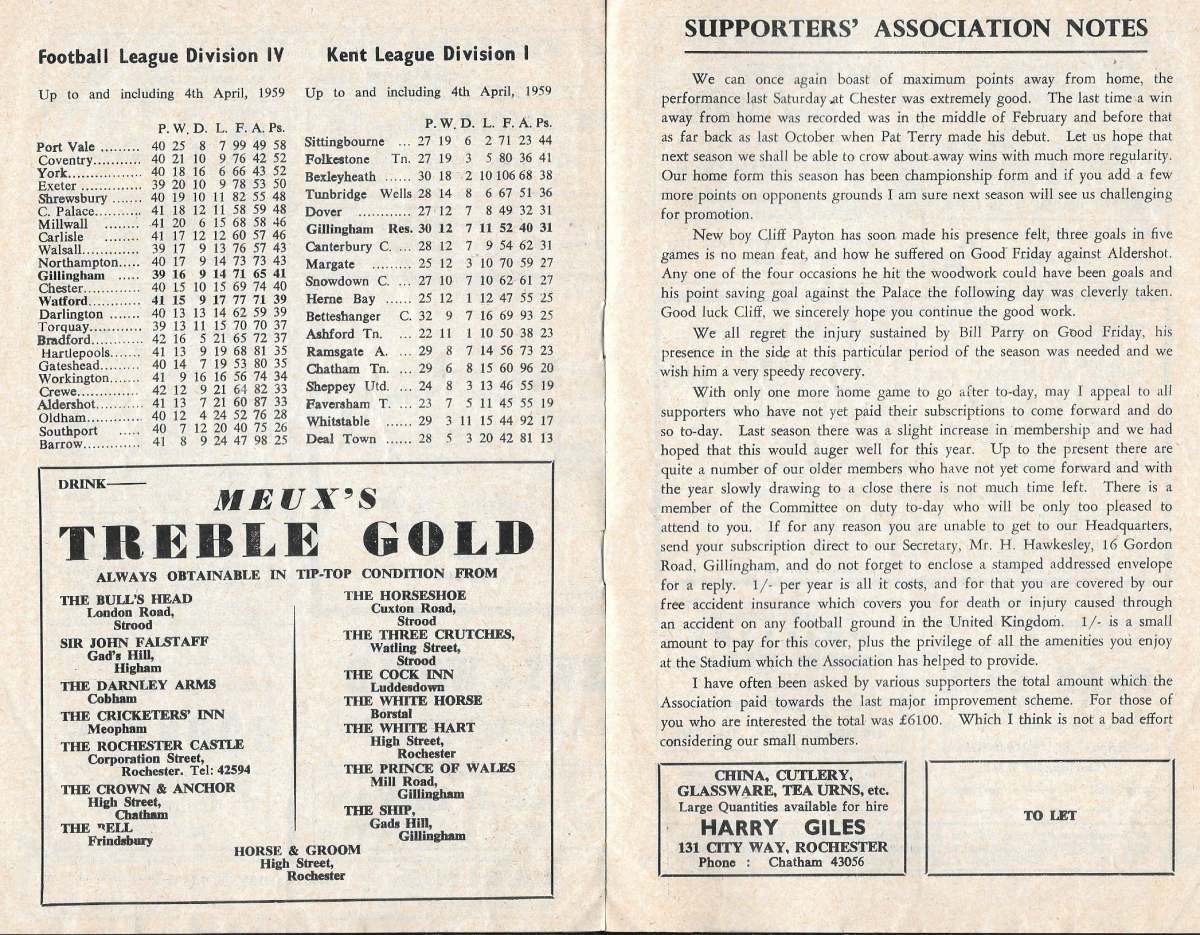 Football League Division IV
Up to and including 4th April, 1959
P. W. D. L. F. A. Ps.
Port Vale ......... 40 25 8 7 99 49 58
Coventry........... 40 21 10 9 76 42 52
York................. 40 18 16 6 66 43 52
Exeter .............. 39 20 10 9 78 53 50
Shrewsbury ....... 40 19 10 11 82 55 48
C. Palace.......... 41 18 12 11 58 59 48
Millwall ........ 41 20 6 15 68 58 46
Carlisle ........ 41 17 12 12 60 57 46
Walsall............. 39 17 9 13 76 57 43
Northampton..... 40 17 9 14 73 73 43
Gillingham ...... 39 16 9 14 71 65 41
Chester............. 40 15 10 15 69 74 40
Watford............ 41 15 9 17 77 71 39
Darlington ....... 40 13 13 14 62 59 39
Torquay............ 39 13 11 15 70 70 37
Bradford........... 42 16 5 21 65 72 37
Hartlepools....... 41 13 9 19 68 81 35
Gateshead......... 40 14 7 19 53 80 35
Workington....... 41 9 16 16 56 74 34
Crewe............... 42 12 9 21 64 82 33
Aldershot.......... 41 13 7 21 60 87 33
Oldham............. 40 12 4 24 52 76 28
Southport ..... 40 7 12 20 40 75 26
Barrow............. 41 8 9 24 47 98 25
Kent League Division I
Up to and including 4th April, 1959
P. W. D. L. F. A. Ps.
Sittingbourne ... 27 19 6 2 71 23 44
Folkestone Tn. 27 19 3 5 80 36 41
Bexleyheath ...... 30 18 2 10 106 68 38
Tunbridge Wells 28 14 8 6 67 51 36
Dover ............ 27 12 7 8 49 32 31
Gillingham Res. 30 12 7 11 52 40 31
Canterbury C. ... 28 12 7 9 54 62 31
Margate ......... 25 12 3 10 70 59 27
Snowdown C. ... 27 10 7 10 62 61 27
Herne Bay ...... 25 12 1 12 47 55 25
Betteshanger C. 32 9 7 16 69 93 25
Ashford Tn. ... 22 11 1 10 50 38 23
Ramsgate A. ... 29 8 7 14 56 73 23
Chatham Tn. ... 29 6 8 15 60 96 20
Sheppey Utd. ... 24 8 3 13 46 55 19
Faversham T. ... 23 7 5 11 45 55 19
Whitstable ...... 29 3 11 15 44 92 17
Deal Town ...... 28 5 3 20 42 81 13
DRINK——
MEUX'S
TREBLE GOLD
ALWAYS OBTAINABLE IN TIP-TOP CONDITION FROM
THE BULL'S HEAD
London Road,
Strood
SIR JOHN FALSTAFF
Gad's Hill,
Higham
THE DARNLEY ARMS
Cobham
THE CRICKETERS' INN
Meopham
THE ROCHESTER CASTLE
Corporation Street,
Rochester. Tel: 42594
THE CROWN & ANCHOR
High Street,
Chatham
THE BELL
Frindsbury
THE HORSESHOE
Cuxton Road,
Strood
THE THREE CRUTCHES,
Watling Street,
Strood
THE COCK INN
Luddesdown
THE WHITE HORSE
Borstal
THE WHITE HART
High Street,
Rochester
THE PRINCE OF WALES
Mill Road,
Gillingham
THE SHIP,
Gads Hill,
Gillingham
HORSE & GROOM
High Street,
Rochester
SUPPORTERS' ASSOCIATION NOTES
We can once again boast of maximum points away from home, the
performance last Saturday at Chester was extremely good. The last time a win
away from home was recorded was in the middle of February and before that
as far back as last October when Pat Terry made his debut. Let us hope that
next season we shall be able to crow about away wins with much more regularity.
Our home form this season has been championship form and if you add a few
more points on opponents grounds I am sure next season will see us challenging
for promotion.
New boy Cliff Payton has soon made his presence felt, three goals in five
games is no mean feat, and how he suffered on Good Friday against Aldershot.
Any one of the four occasions he hit the woodwork could have been goals and
his point saving goal against the Palace the following day was cleverly taken.
Good luck Cliff, we sincerely hope you continue the good work.
We all regret the injury sustained by Bill Parry on Good Friday, his
presence in the side at this particular period of the season was needed and we
wish him a very speedy recovery.
With only one more home game to go after to-day, may I appeal to all
supporters who have not yet paid their subscriptions to come forward and do
so to-day. Last season there was a slight increase in membership and we had
hoped that this would auger well for this year. Up to the present there are
quite a number of our older members who have not yet come forward and with
the year slowly drawing to a close there is not much time left. There is a
member of the Committee on duty to-day who will be only too pleased to
attend to you. If for any reason you are unable to get to our Headquarters,
send your subscription direct to our Secretary, Mr. H. Hawkesley, 16 Gordon
Road, Gillingham, and do not forget to enclose a stamped addressed envelope
for a reply. 1/- per year is all it costs, and for that you are covered by our
free accident insurance which covers you for death or injury caused through
an accident on any football ground in the United Kingdom. 1/- is a small
amount to pay for this cover, plus the privilege of all the amenities you enjoy
at the Stadium which the Association has helped to provide.
I have often been asked by various supporters the total amount which the
Association paid towards the last major improvement scheme. For those of
you who are interested the total was £6100. Which I think is not a bad effort
considering our small numbers.
CHINA, CUTLERY,
GLASSWARE, TEA URNS, etc.
Large Quantities available for hire
HARRY GILES
131 CITY WAY, ROCHESTER
Phone : Chatham 43056
TO LET